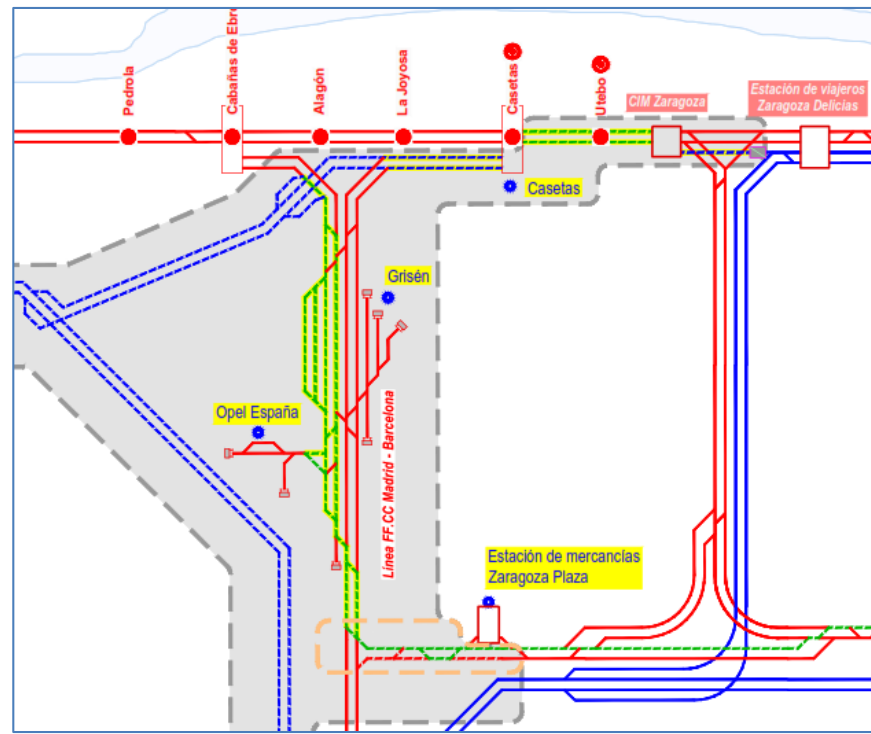 Pedrola
Cabañas de Ebro
Alagón
La Joyosa
Casetas
Utebo
CIM Zaragoza
Estación de viajeros
Zaragoza Delicias
Casetas
Grisén
Opel España
Línea FF.CC Madrid - Barcelona
Estación de mercancías
Zaragoza Plaza